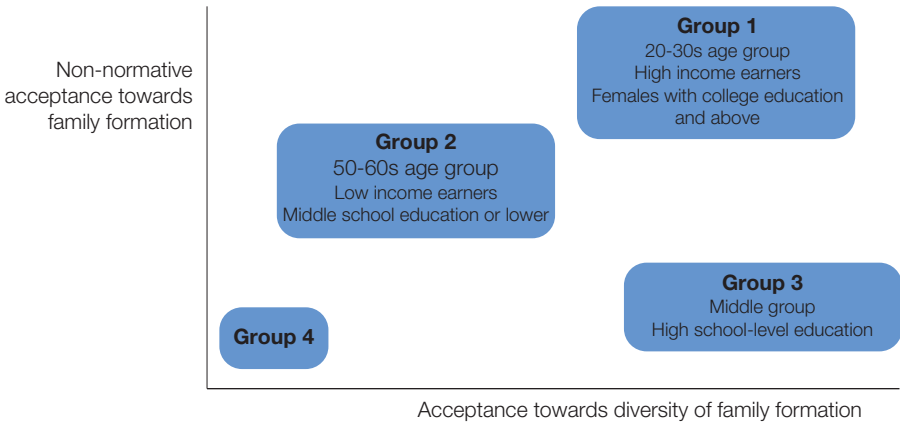 Non-normative
acceptance towards
family formation
Group 1
20-30s age group
High income earners
Females with college education
and above
Group 2
50-60s age group
Low income earners
Middle school education or lower
Group 3
Middle group
High school-level education
Group 4
Acceptance towards diversity of family formation